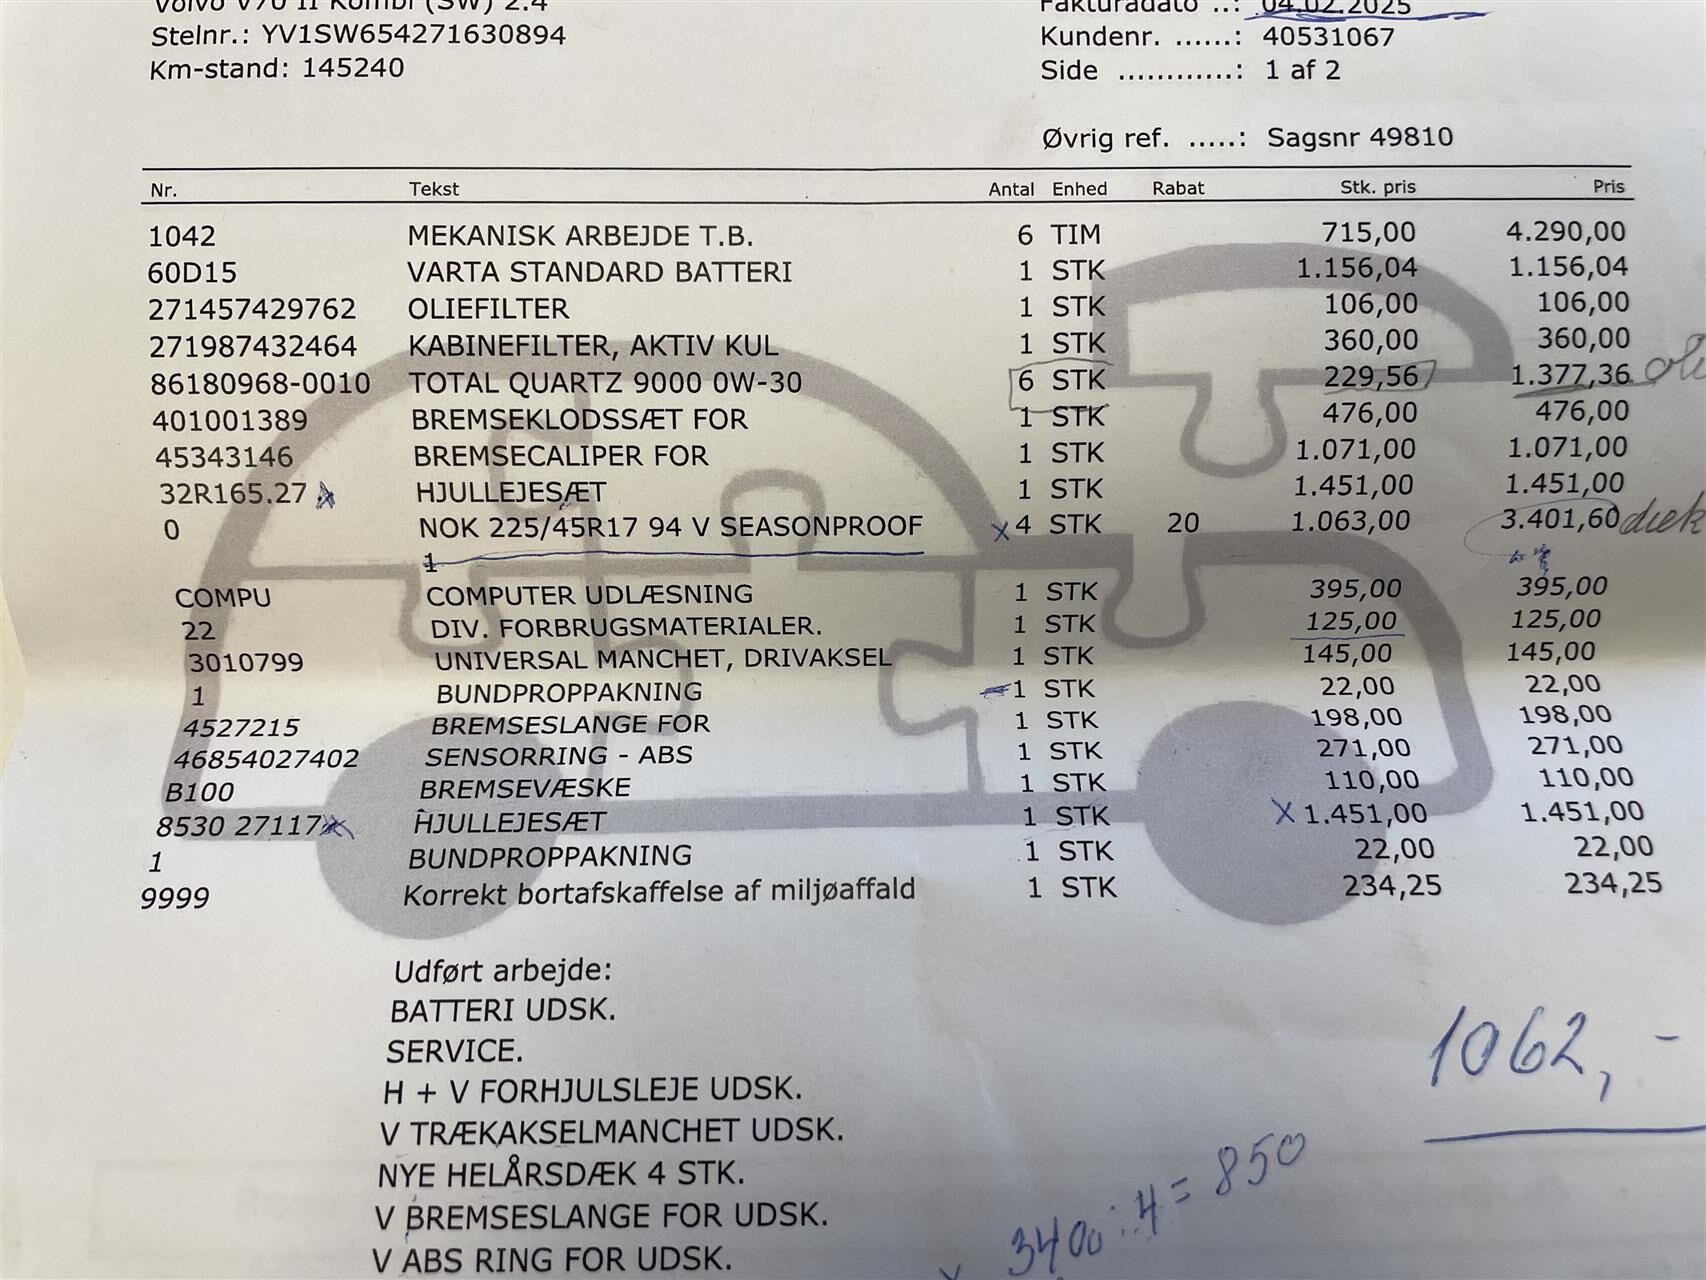 Volvo V70 II Kombi (SW) 2.4
Fakturadato ..: 04.02.2025
Stelnr.: YV1SW654271630894
Kundenr. ......: 40531067
Km-stand: 145240
Side ............: 1 af 2
Øvrig ref. .....: Sagsnr 49810
Nr. Tekst Antal Enhed Rabat Stk. pris Pris
1042 MEKANISK ARBEJDE T.B. 6 TIM 715,00 4.290,00
60D15 VARTA STANDARD BATTERI 1 STK 1.156,04 1.156,04
271457429762 OLIEFILTER 1 STK 106,00 106,00
271987432464 KABINEFILTER, AKTIV KUL 1 STK 360,00 360,00
86180968-0010 TOTAL QUARTZ 9000 0W-30 6 STK 229,56 1.377,36
401001389 BREMSEKLODSSÆT FOR 1 STK 476,00 476,00
45343146 BREMSECALIPER FOR 1 STK 1.071,00 1.071,00
32R165.27 HJULLEJESÆT 1 STK 1.451,00 1.451,00
0 NOK 225/45R17 94 V SEASONPROOF x 4 STK 20 1.063,00 3.401,60 dæk
1
COMPU COMPUTER UDLÆSNING 1 STK 395,00 395,00
22 DIV. FORBRUGSMATERIALER. 1 STK 125,00 125,00
3010799 UNIVERSAL MANCHET, DRIVAKSEL 1 STK 145,00 145,00
1 BUNDPROPPAKNING 1 STK 22,00 22,00
4527215 BREMSESLANGE FOR 1 STK 198,00 198,00
46854027402 SENSORRING - ABS 1 STK 271,00 271,00
B100 BREMSEVÆSKE 1 STK 110,00 110,00
8530 27117 HJULLEJESÆT 1 STK x 1.451,00 1.451,00
1 BUNDPROPPAKNING 1 STK 22,00 22,00
9999 Korrekt bortafskaffelse af miljøaffald 1 STK 234,25 234,25
Udført arbejde:
BATTERI UDSK.
SERVICE.
1062,-
H + V FORHJULSLEJE UDSK.
V TRÆKAKSELMANCHET UDSK.
NYE HELÅRSDÆK 4 STK.
V BREMSESLANGE FOR UDSK.
V ABS RING FOR UDSK.
x 3400:4=850